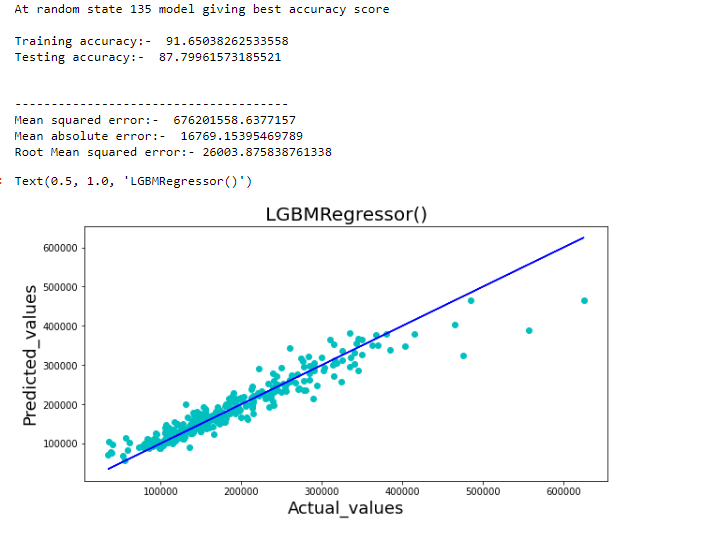 At random state 135 model giving best accuracy score
Training accuracy:-  91.65038262533558
Testing accuracy:-  87.79961573185521
-------------------------------------
Mean squared error:-  676201558.6377157
Mean absolute error:-  16769.15395469789
Root Mean squared error:- 26003.875838761338
Text(0.5, 1.0, 'LGBMRegressor()')
LGBMRegressor()
600000
500000
400000
300000
200000
100000
Predicted_values
100000 200000 300000 400000 500000 600000
Actual_values